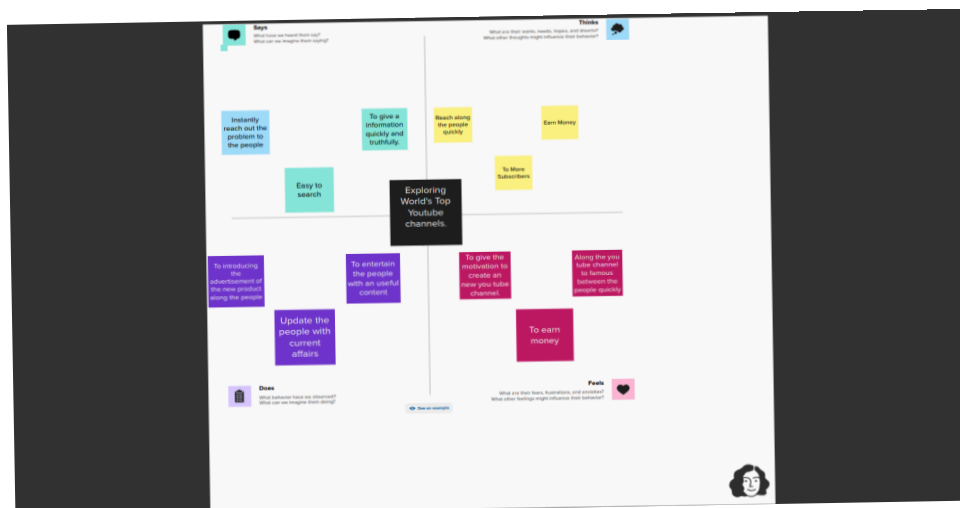 Says
What have we heard them say?
What can we imagine them saying?
Thinks
What are their wants, needs, hopes, and dreams?
What other thoughts might influence their behavior?
Instantly
reach out the
problem to
the people
To give a
information
quickly and
truthfully.
Easy to
search
Reach along
the people
quickly
Earn Money
To More
Subscribers
Exploring
World's Top
Youtube
channels.
To introducing
the
advertisement of
the new product
along the people
To entertain
the people
with an useful
content
Update the
people with
current
affairs
To give the
motivation to
create an
new you tube
channel.
Along the you
tube channel
to famous
between the
people quickly
To earn
money
Does
What behavior have we observed?
What can we imagine them doing?
Feels
What are their fears, frustrations, and anxieties?
What other feelings might influence their behavior?
See an example